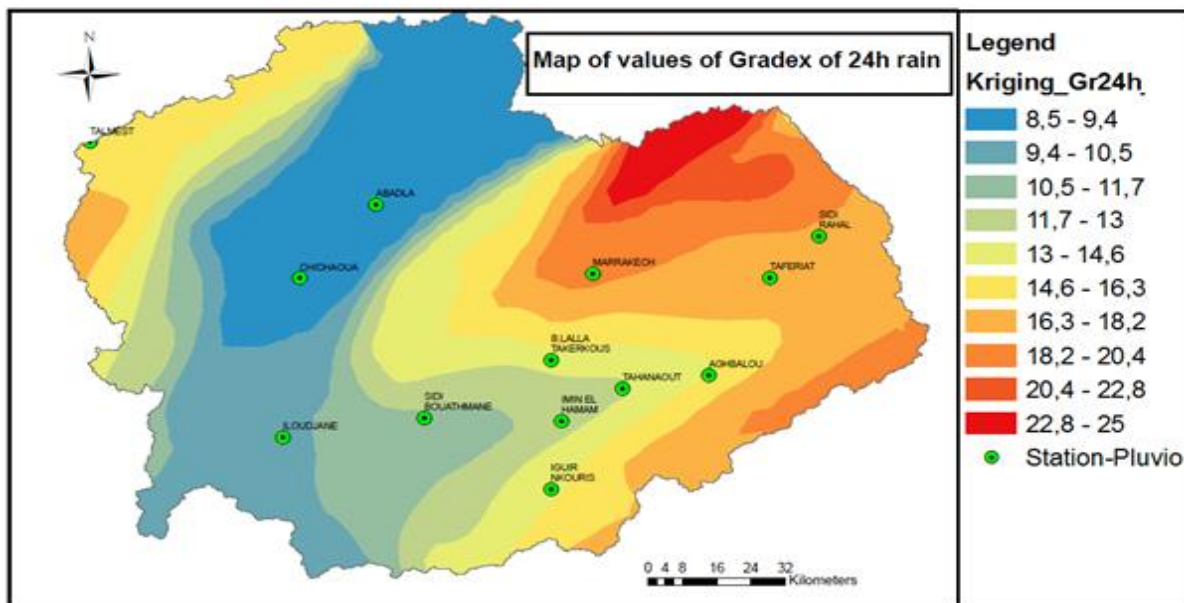 N
Map of values of Gradex of 24h rain
TALMEST
ABADLA
CHICHAOUA
SIDI
RAHAL
MARRAKECH
TAFERIAT
B.LALLA
TAKERKOUS
AGHBALOU
TAHANAOUT
SIDI
BOUATHMANE
IMIN EL
HAMAM
ILOUDJANE
IGUIR
NKOURIS
0 4 8 16 24 32
Kilometers
Legend
Kriging_Gr24h
8,5 - 9,4
9,4 - 10,5
10,5 - 11,7
11,7 - 13
13 - 14,6
14,6 - 16,3
16,3 - 18,2
18,2 - 20,4
20,4 - 22,8
22,8 - 25
Station-Pluvio